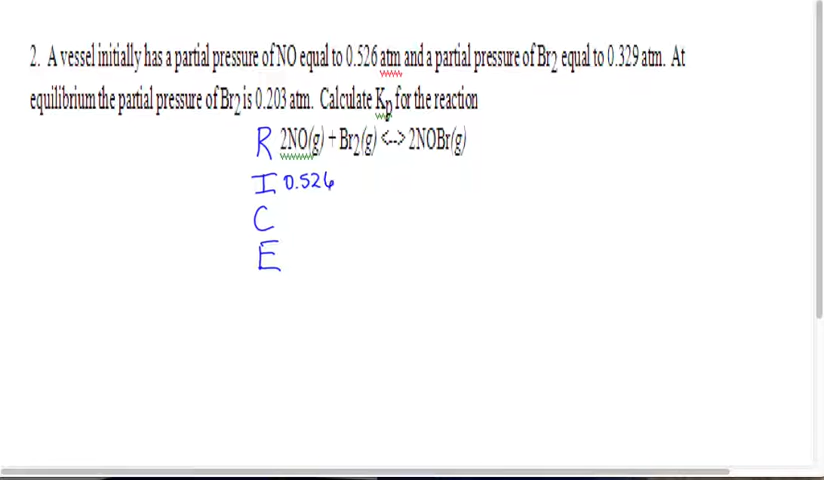 2. A vessel initially has a partial pressure of NO equal to 0.526 atm and a partial pressure of Br2 equal to 0.329 atm. At
equilibrium the partial pressure of Br2 is 0.203 atm. Calculate Kp for the reaction
R 2NO(g) + Br2(g) <--> 2NOBr(g)
I 0.526
C
E